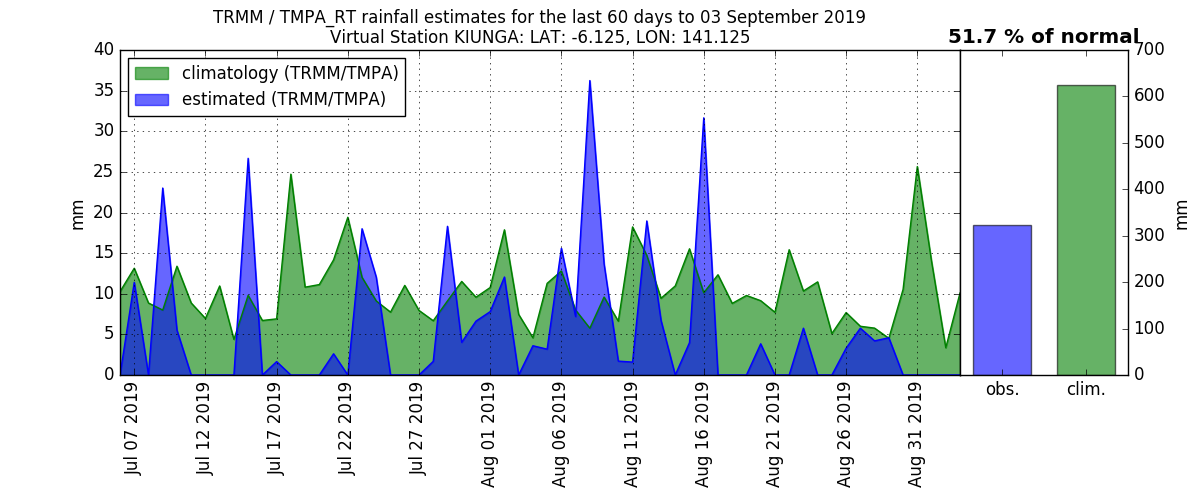 TRMM / TMPA_RT rainfall estimates for the last 60 days to 03 September 2019
Virtual Station KIUNGA: LAT: -6.125, LON: 141.125
51.7 % of normal
climatology (TRMM/TMPA)
estimated (TRMM/TMPA)
40
35
30
25
20
15
10
5
0
mm
Jul 07 2019
Jul 12 2019
Jul 17 2019
Jul 22 2019
Jul 27 2019
Aug 01 2019
Aug 06 2019
Aug 11 2019
Aug 16 2019
Aug 21 2019
Aug 26 2019
Aug 31 2019
obs.
clim.
700
600
500
400
300
200
100
0
mm